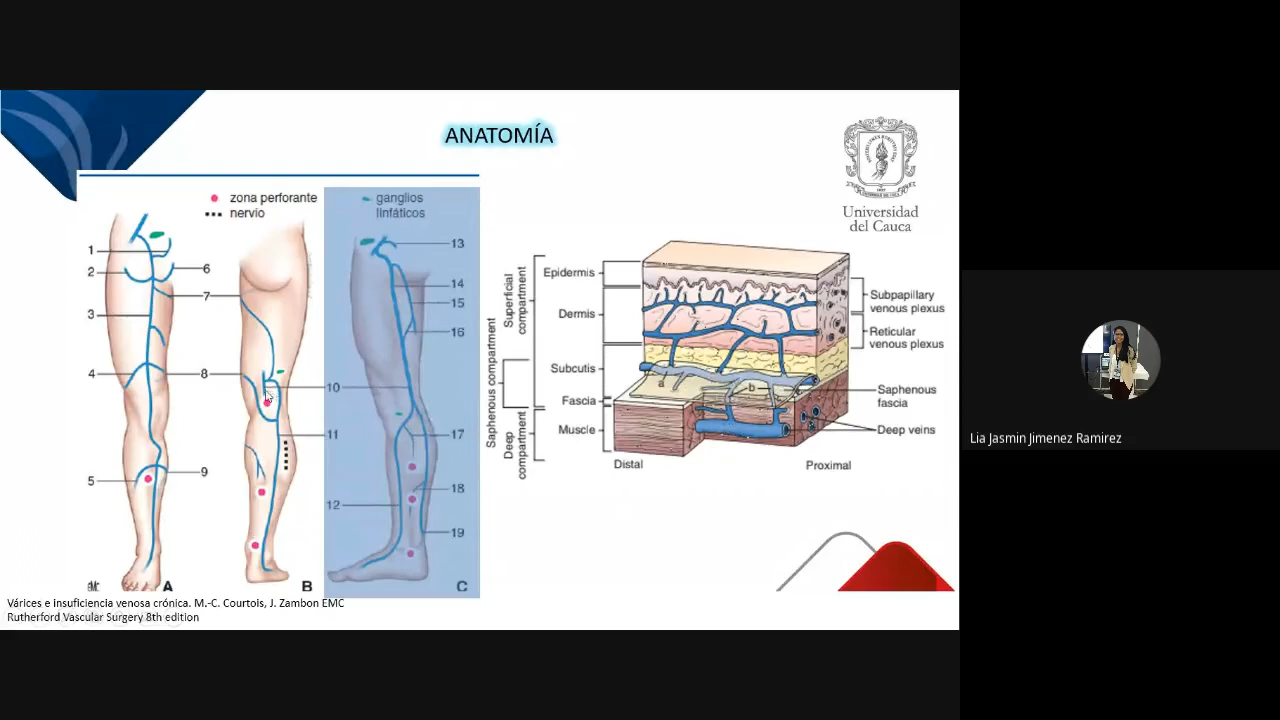 ANATOMÍA
Universidad
del Cauca
zona perforante
nervio
ganglios
linfáticos
1
2
3
4
5
6
7
8
9
10
11
12
13
14
15
16
17
18
19
A
B
C
Superficial
compartment
Saphenous compartment
Deep
compartment
Epidermis
Dermis
Subcutis
Fascia
Muscle
Subpapillary
venous plexus
Reticular
venous plexus
b
Saphenous
fascia
Deep veins
Distal
Proximal
Várices e insuficiencia venosa crónica. M.-C. Courtois, J. Zambon EMC
Rutherford Vascular Surgery 8th edition
Lia Jasmin Jimenez Ramirez